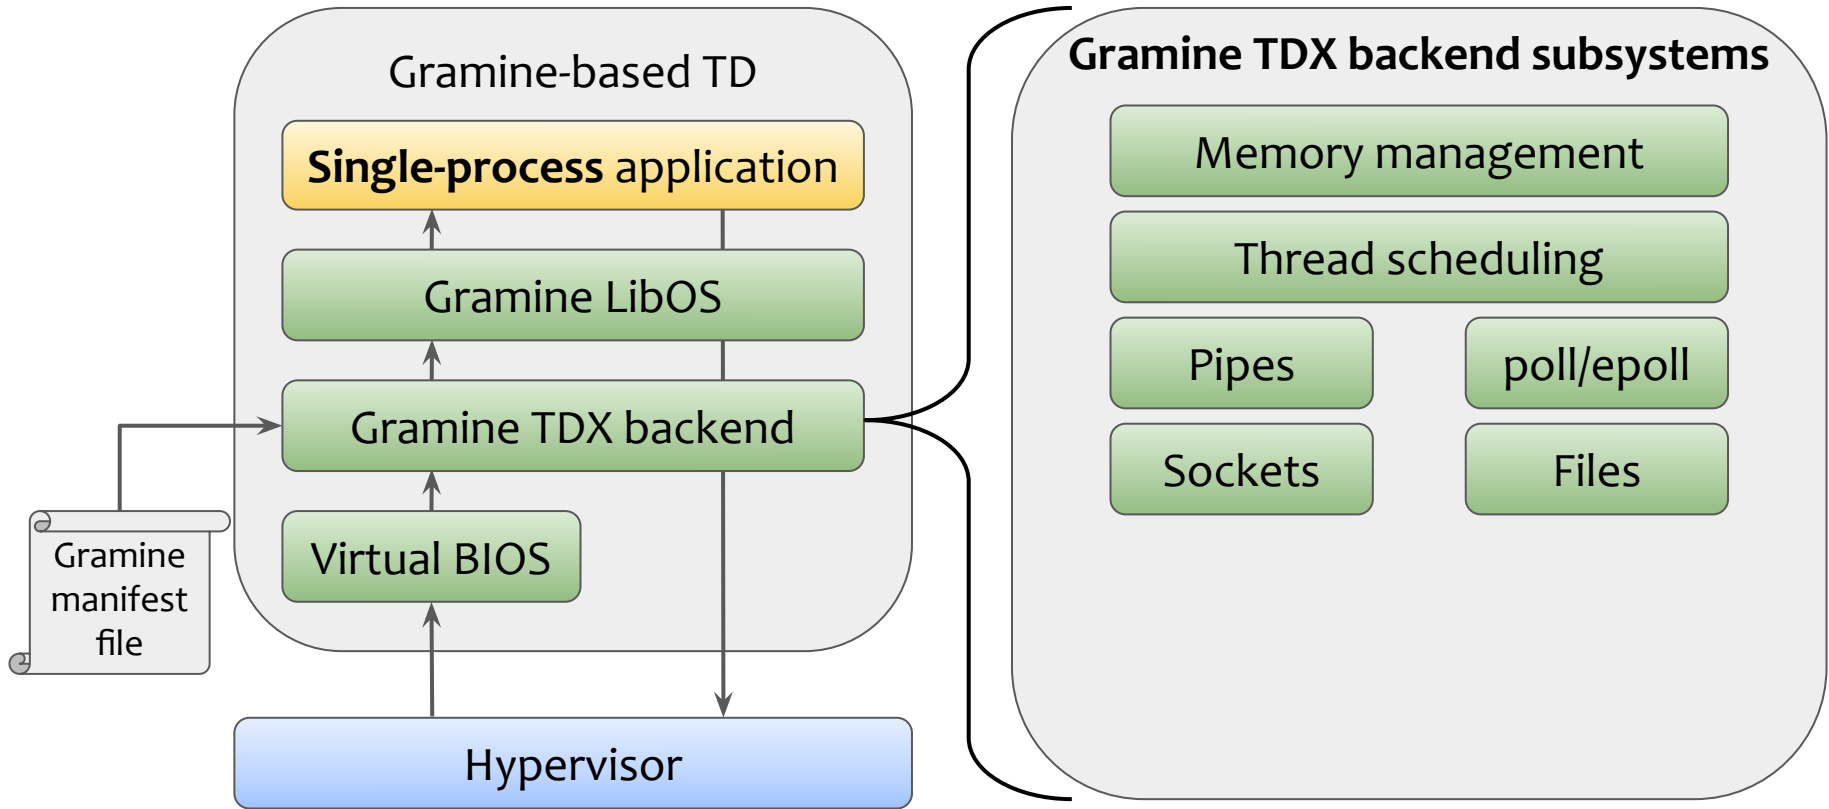 Gramine-based TD
Single-process application
Gramine LibOS
Gramine TDX backend
Virtual BIOS
Gramine
manifest
file
Hypervisor
Gramine TDX backend subsystems
Memory management
Thread scheduling
Pipes
poll/epoll
Sockets
Files